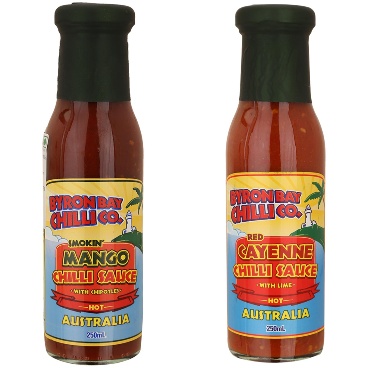 BYRON BAY
CHILLI CO.
SMOKIN'
MANGO
CHILLI SAUCE
WITH CHIPOTLES
HOT
AUSTRALIA
250mL
BYRON BAY
CHILLI CO.
RED
CAYENNE
CHILLI SAUCE
WITH LIME
HOT
AUSTRALIA
250mL